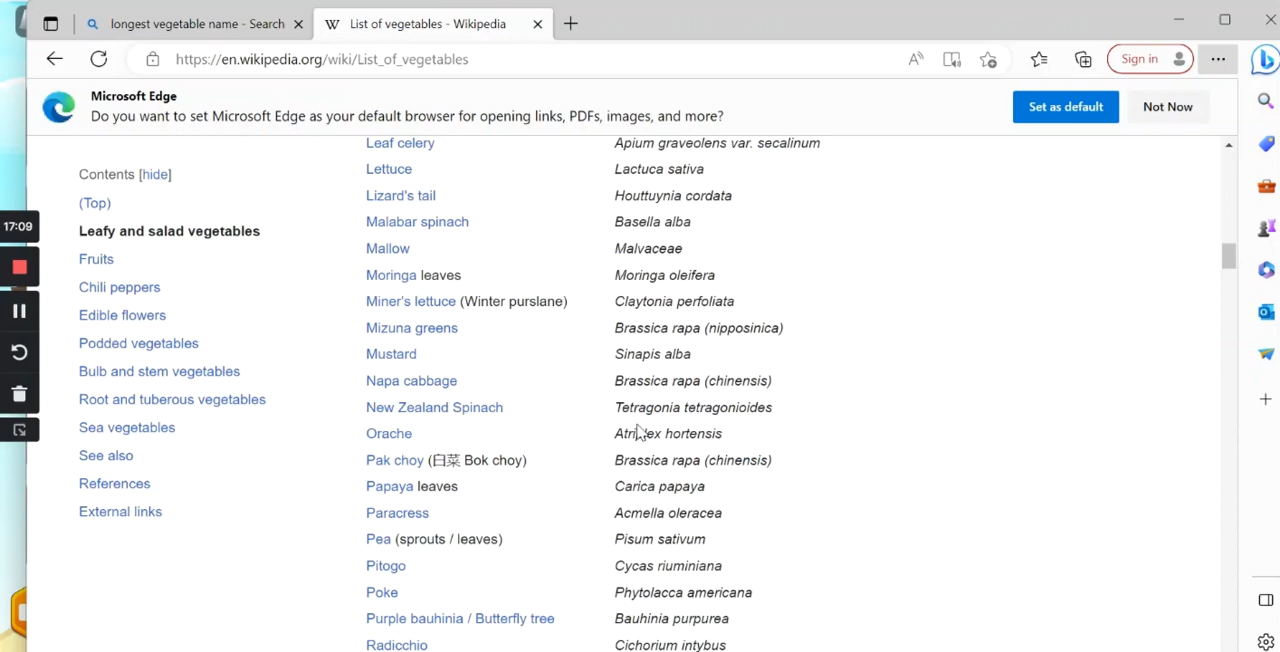 longest vegetable name - Search
List of vegetables - Wikipedia
https://en.wikipedia.org/wiki/List_of_vegetables
Sign in
Microsoft Edge
Do you want to set Microsoft Edge as your default browser for opening links, PDFs, images, and more?
Set as default
Not Now
17:09
Contents [hide]
(Top)
Leafy and salad vegetables
Fruits
Chili peppers
Edible flowers
Podded vegetables
Bulb and stem vegetables
Root and tuberous vegetables
Sea vegetables
See also
References
External links
Leaf celery Apium graveolens var. secalinum
Lettuce Lactuca sativa
Lizard's tail Houttuynia cordata
Malabar spinach Basella alba
Mallow Malvaceae
Moringa leaves Moringa oleifera
Miner's lettuce (Winter purslane) Claytonia perfoliata
Mizuna greens Brassica rapa (nipposinica)
Mustard Sinapis alba
Napa cabbage Brassica rapa (chinensis)
New Zealand Spinach Tetragonia tetragonioides
Orache hortensis
Pak choy (白菜 Bok choy) Brassica rapa (chinensis)
Papaya leaves Carica papaya
Paracress Acmella oleracea
Pea (sprouts / leaves) Pisum sativum
Pitogo Cycas riuminiana
Poke Phytolacca americana
Purple bauhinia / Butterfly tree Bauhinia purpurea
Radicchio Cichorium intybus